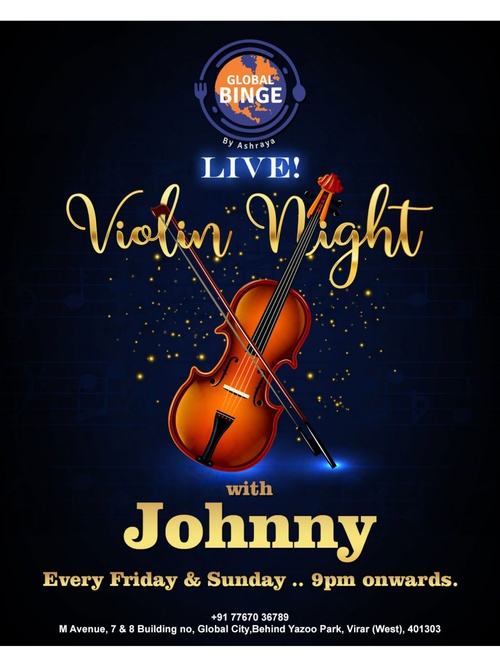 GLOBAL
BINGE
By Ashraya
LIVE!
Violin Night
with
Johnny
Every Friday & Sunday .. 9pm onwards.
+91 77670 36789
M Avenue, 7 & 8 Building no, Global City,Behind Yazoo Park, Virar (West), 401303